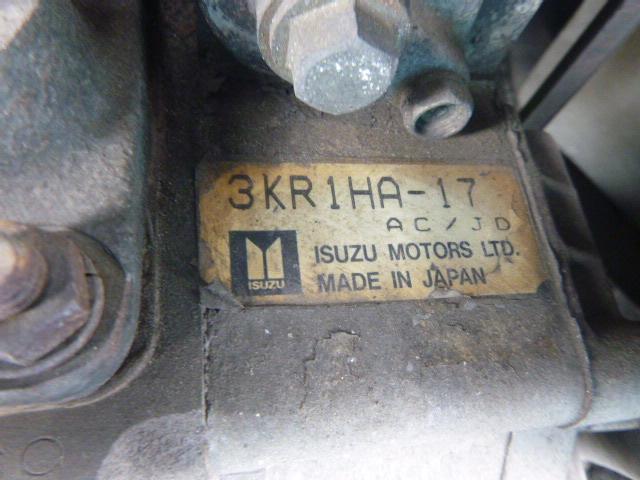 3KR1HA-17
AC/JD
ISUZU MOTORS LTD.
ISUZU
MADE IN JAPAN